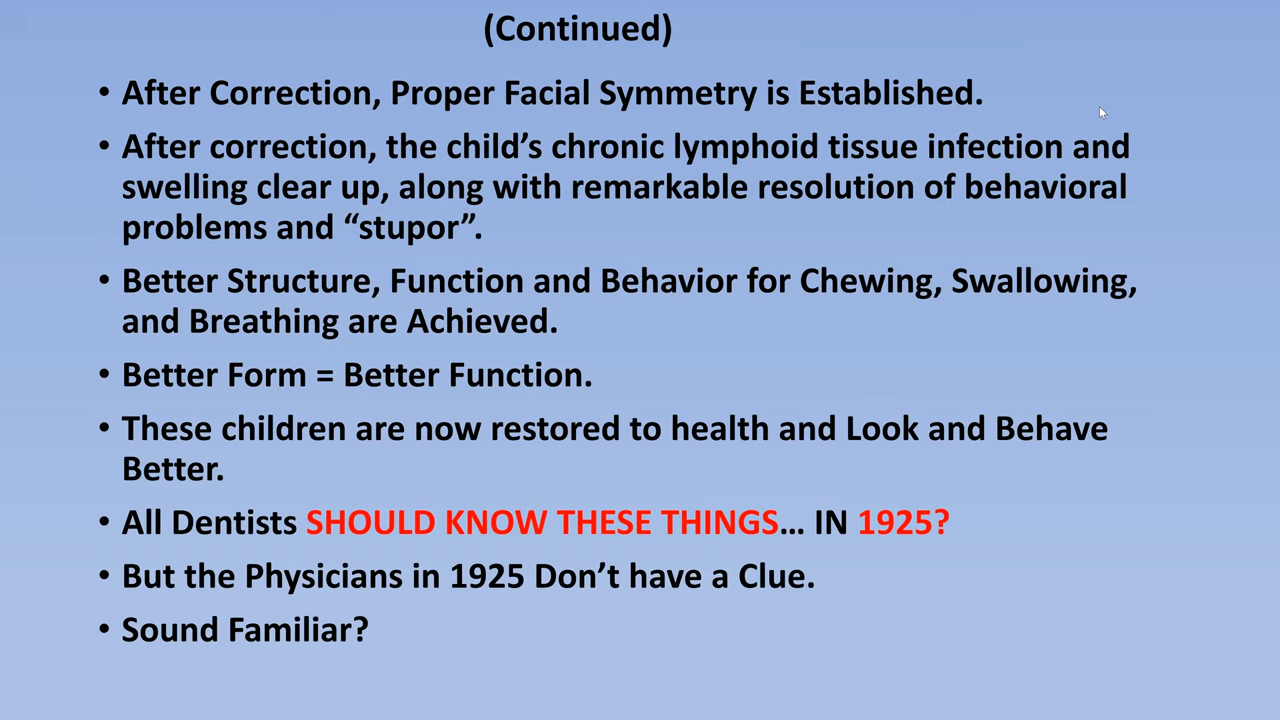 (Continued)
• After Correction, Proper Facial Symmetry is Established.
• After correction, the child’s chronic lymphoid tissue infection and
swelling clear up, along with remarkable resolution of behavioral
problems and “stupor”.
• Better Structure, Function and Behavior for Chewing, Swallowing,
and Breathing are Achieved.
• Better Form = Better Function.
• These children are now restored to health and Look and Behave
Better.
• All Dentists SHOULD KNOW THESE THINGS… IN 1925?
• But the Physicians in 1925 Don’t have a Clue.
• Sound Familiar?